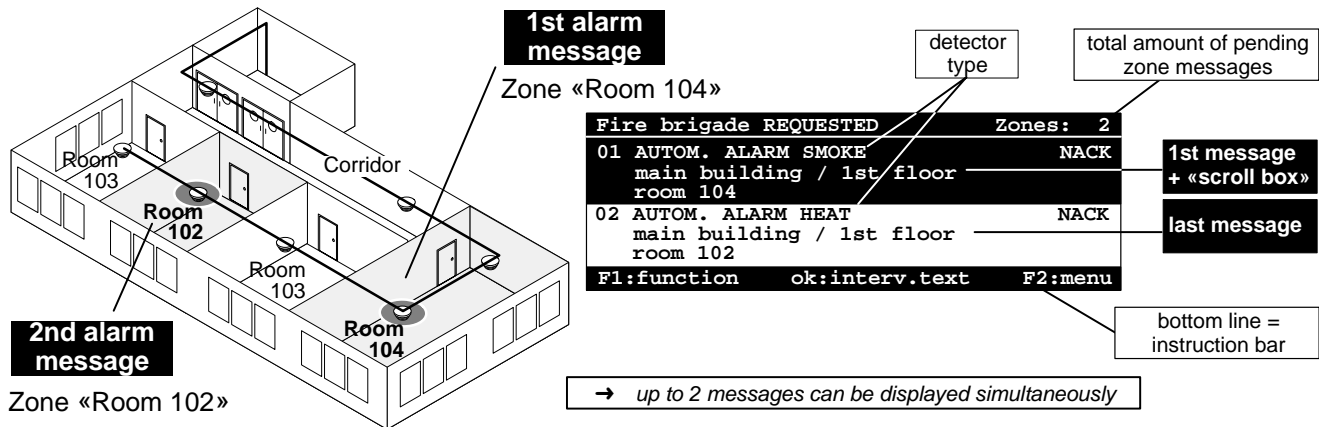 1st alarm
message
Zone «Room 104»
Room
103
Corridor
Room
102
Room
103
Room
104
2nd alarm
message
Zone «Room 102»
detector
type
total amount of pending
zone messages
Fire brigade REQUESTED Zones: 2
01 AUTOM. ALARM SMOKE NACK
main building / 1st floor
room 104
02 AUTOM. ALARM HEAT NACK
main building / 1st floor
room 102
F1:function ok:interv.text F2:menu
1st message
+ «scroll box»
last message
bottom line =
instruction bar
➔ up to 2 messages can be displayed simultaneously